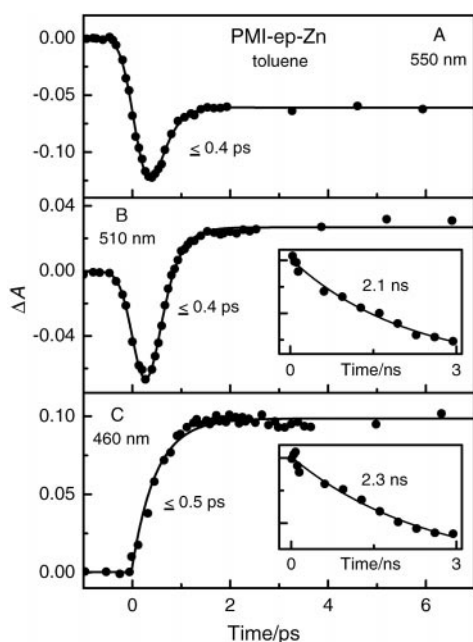 PMI-ep-Zn A
toluene 550 nm
0.00
-0.05
-0.10
≤ 0.4 ps
0.04
B
510 nm
0.00
-0.04
≤ 0.4 ps
2.1 ns
0 3
Time/ns
ΔA
0.10
C
460 nm
0.05
0.00
≤ 0.5 ps
2.3 ns
0 3
Time/ns
0 2 4 6
Time/ps